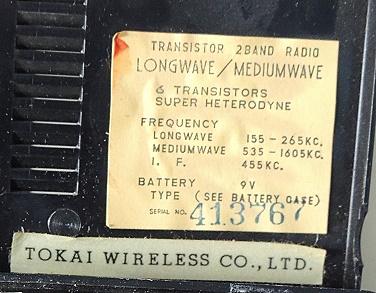 TRANSISTOR 2BAND RADIO
LONGWAVE/MEDIUMWAVE
6 TRANSISTORS
SUPER HETERODYNE
FREQUENCY
LONGWAVE 155-265KC.
MEDIUMWAVE 535-1605KC.
I. F. 455KC.
BATTERY 9V
TYPE (SEE BATTERY CASE)
SERIAL NO. 413767
TOKAI WIRELESS CO., LTD.